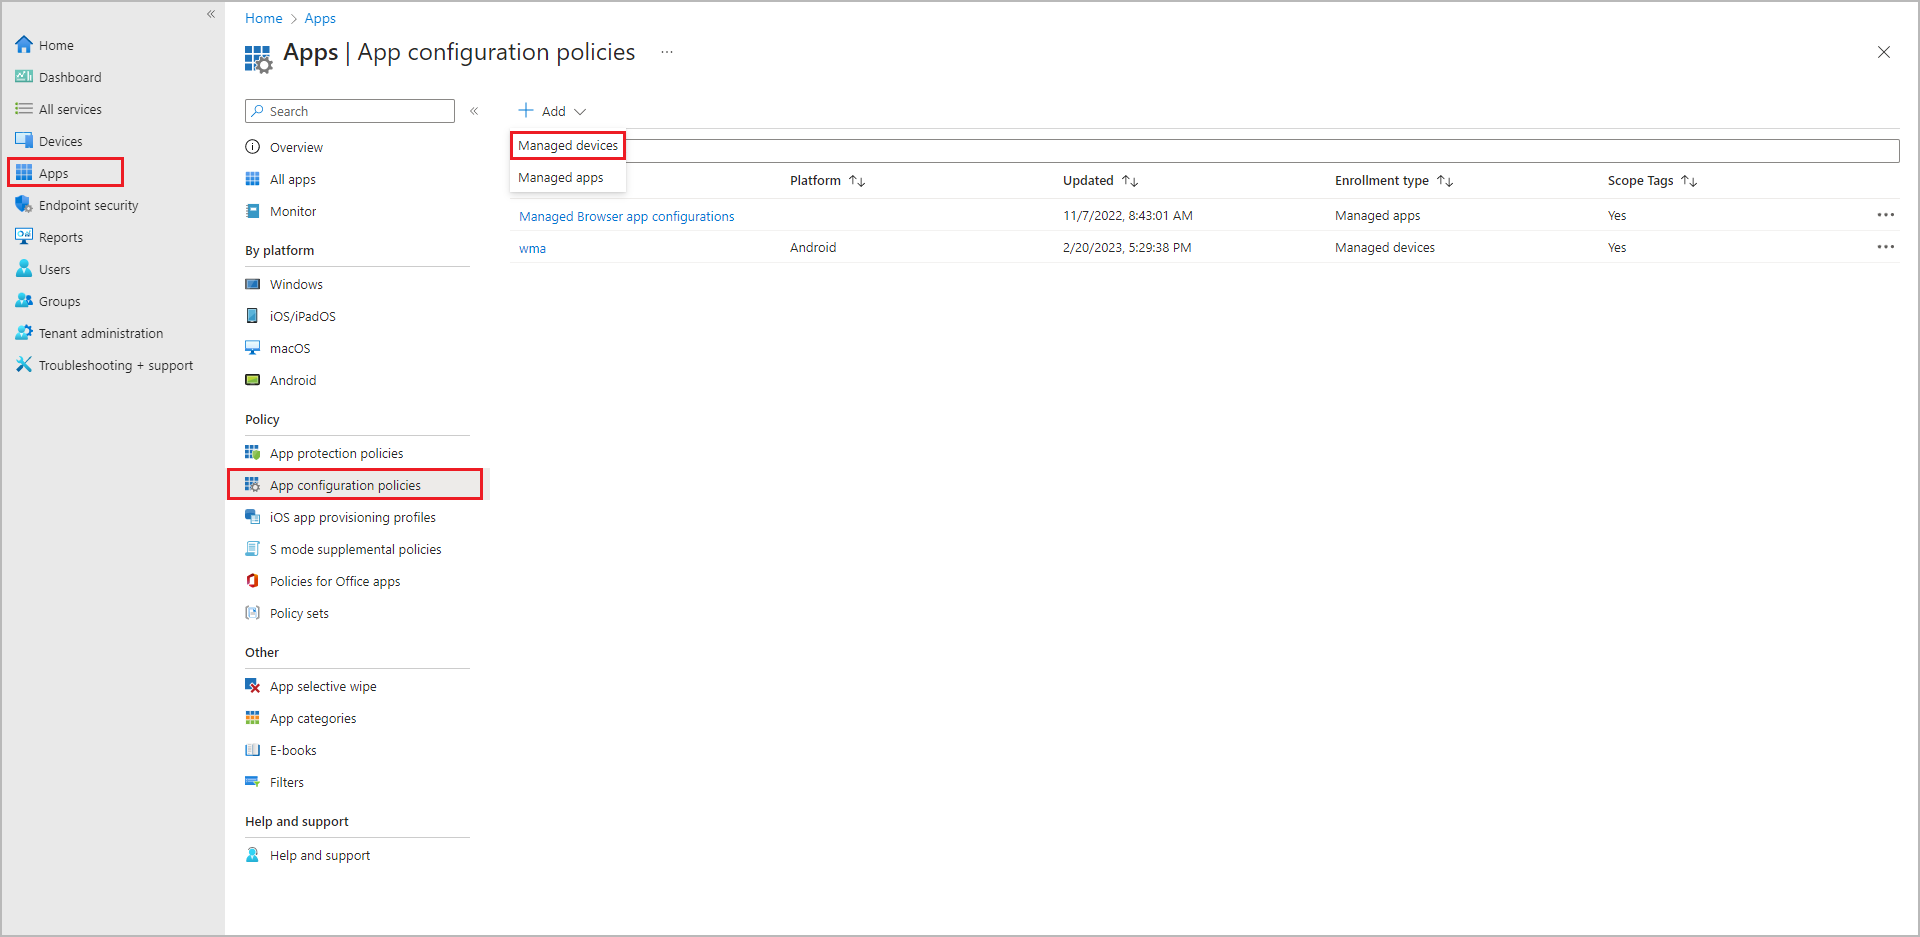 Home
Dashboard
All services
Devices
Apps
Endpoint security
Reports
Users
Groups
Tenant administration
Troubleshooting + support
Home > Apps
Apps | App configuration policies ...
Search
Overview
All apps
Monitor
By platform
Windows
iOS/iPadOS
macOS
Android
Policy
App protection policies
App configuration policies
iOS app provisioning profiles
S mode supplemental policies
Policies for Office apps
Policy sets
Other
App selective wipe
App categories
E-books
Filters
Help and support
Help and support
Add
Managed devices
Managed apps
Platform Updated Enrollment type Scope Tags
Managed Browser app configurations 11/7/2022, 8:43:01 AM Managed apps Yes
wma Android 2/20/2023, 5:29:38 PM Managed devices Yes